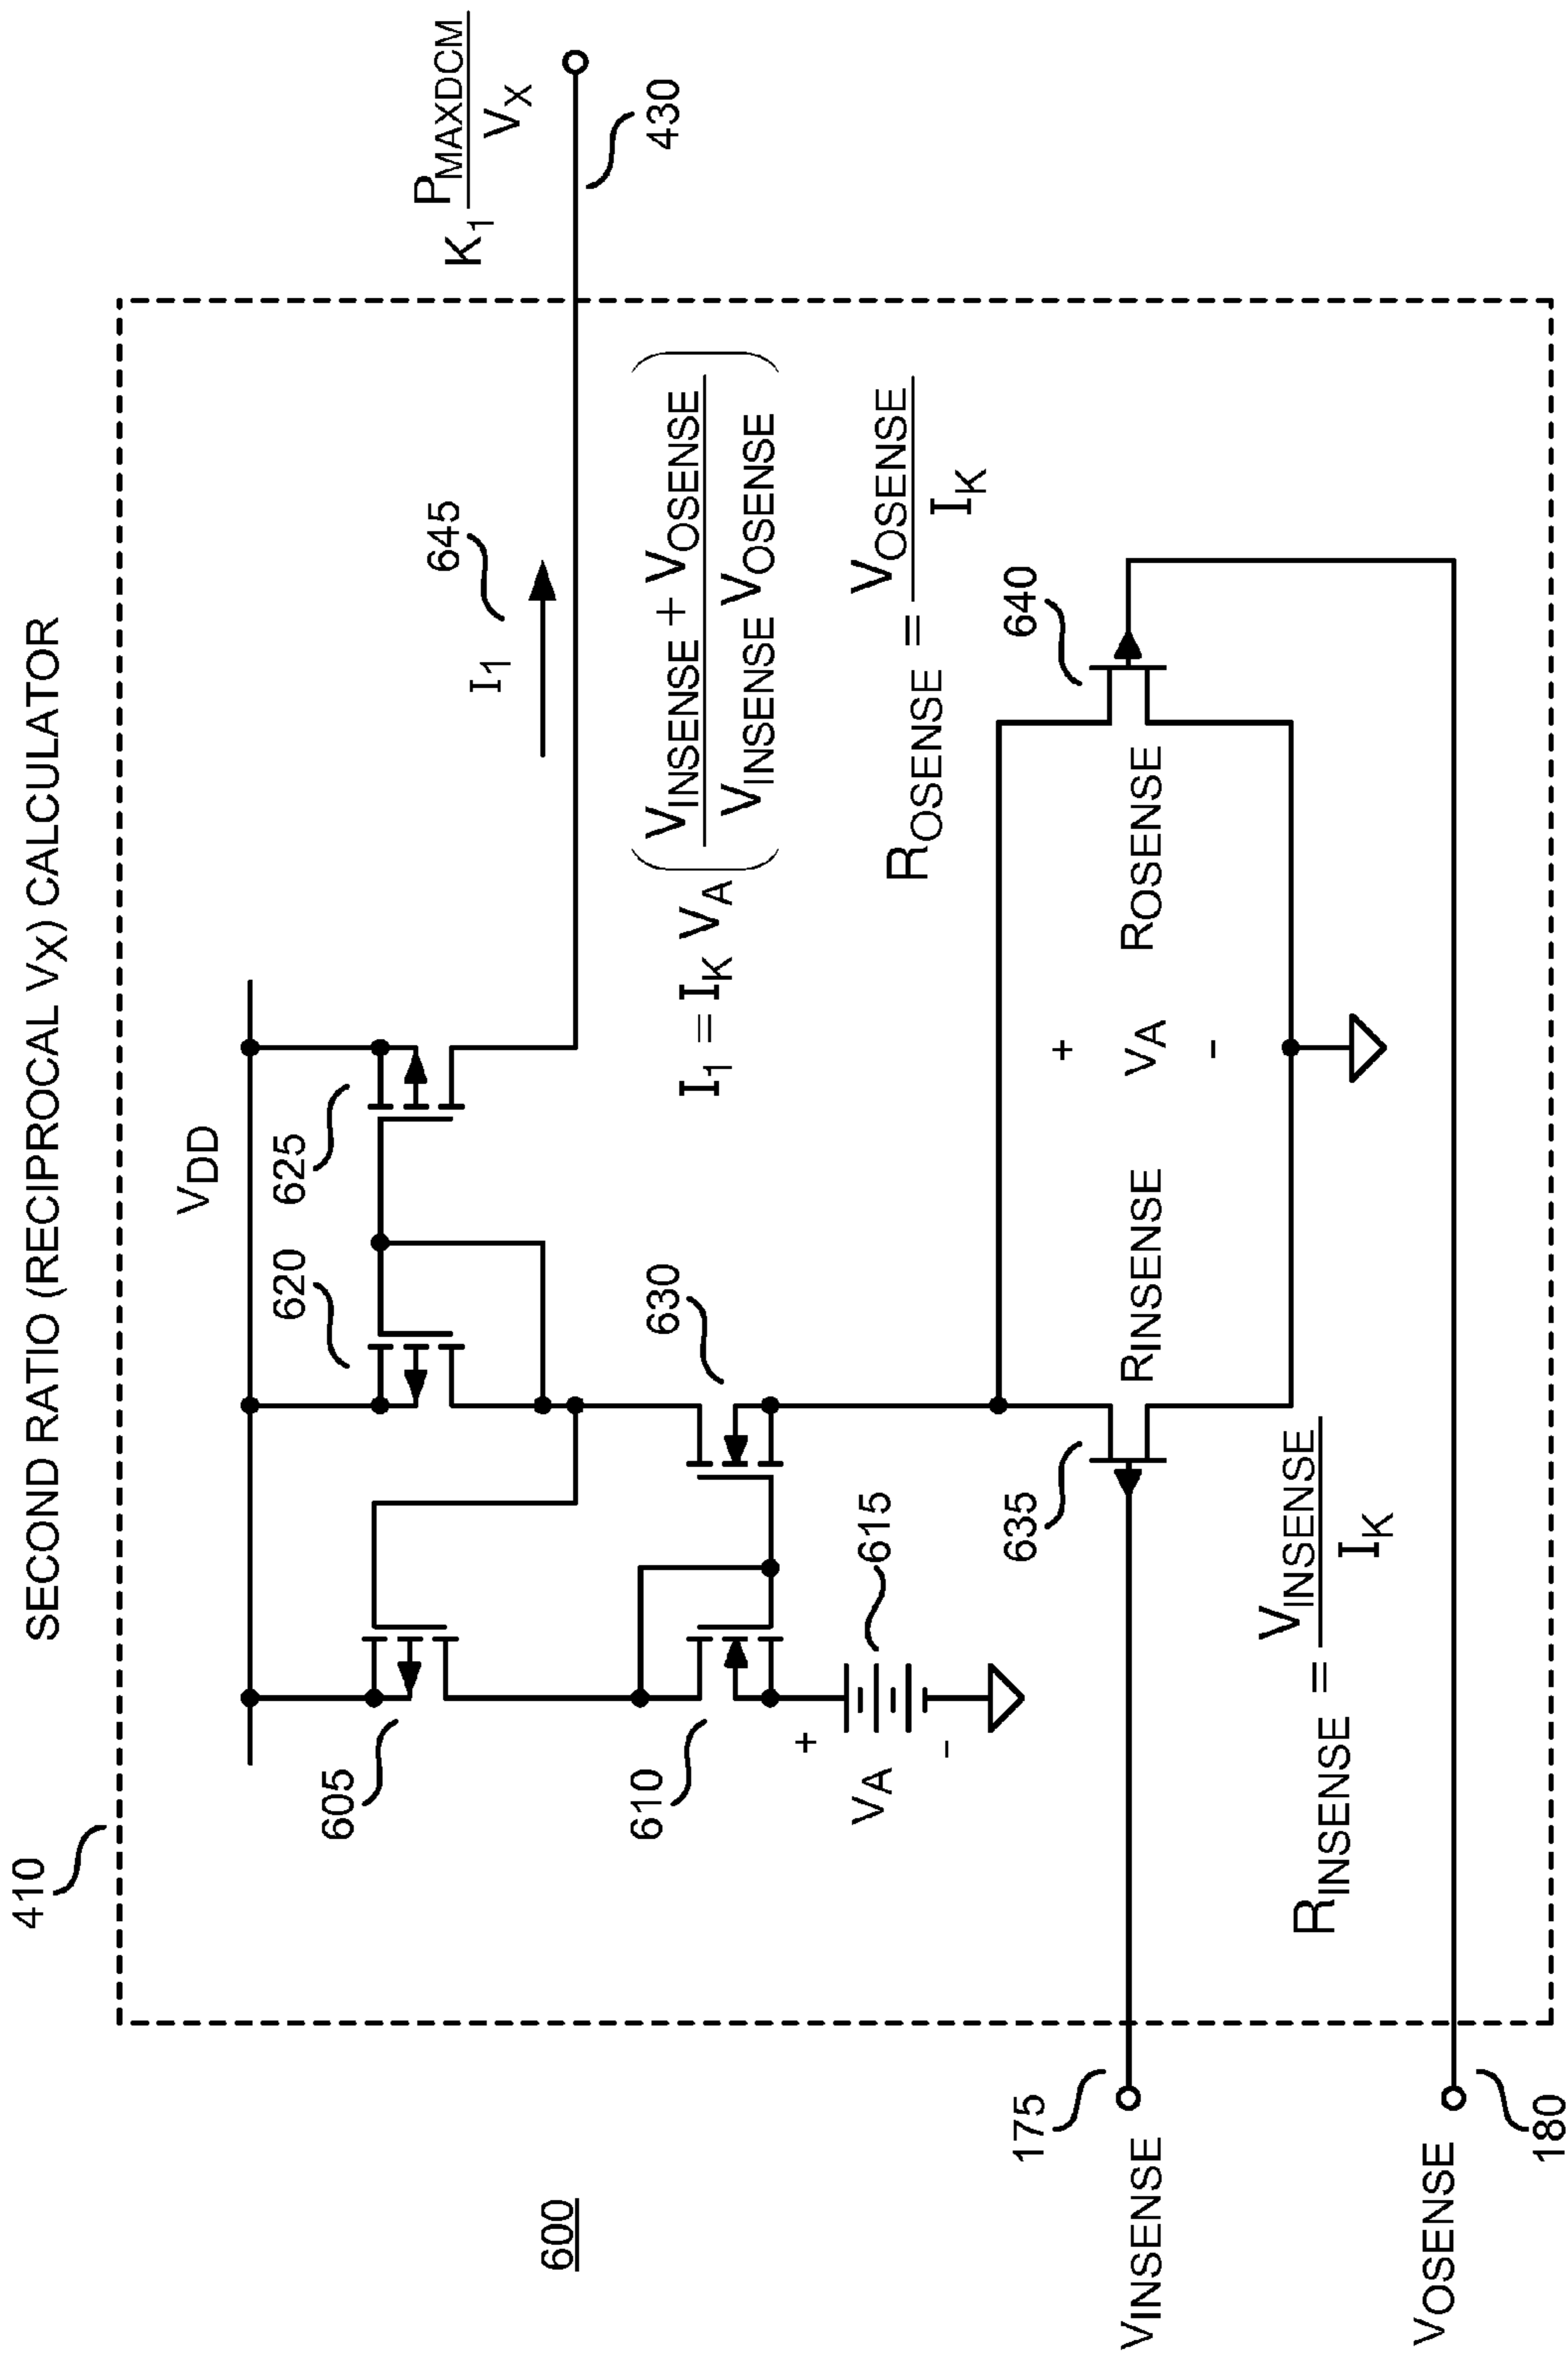 SECOND RATIO (RECIPROCAL VX) CALCULATOR
410
VDD
605
620
625
645
I1
K1 PMAXDCM
VX
430
610
630
VA
+
-
615
I1 = IK VA (VINSENSE + VOSENSE
VINSENSE VOSENSE)
600
635
640
RINSENSE
+
VA
-
ROSENSE
ROSENSE = VOSENSE
IK
RINSENSE = VINSENSE
IK
175
VINSENSE
180
VOSENSE